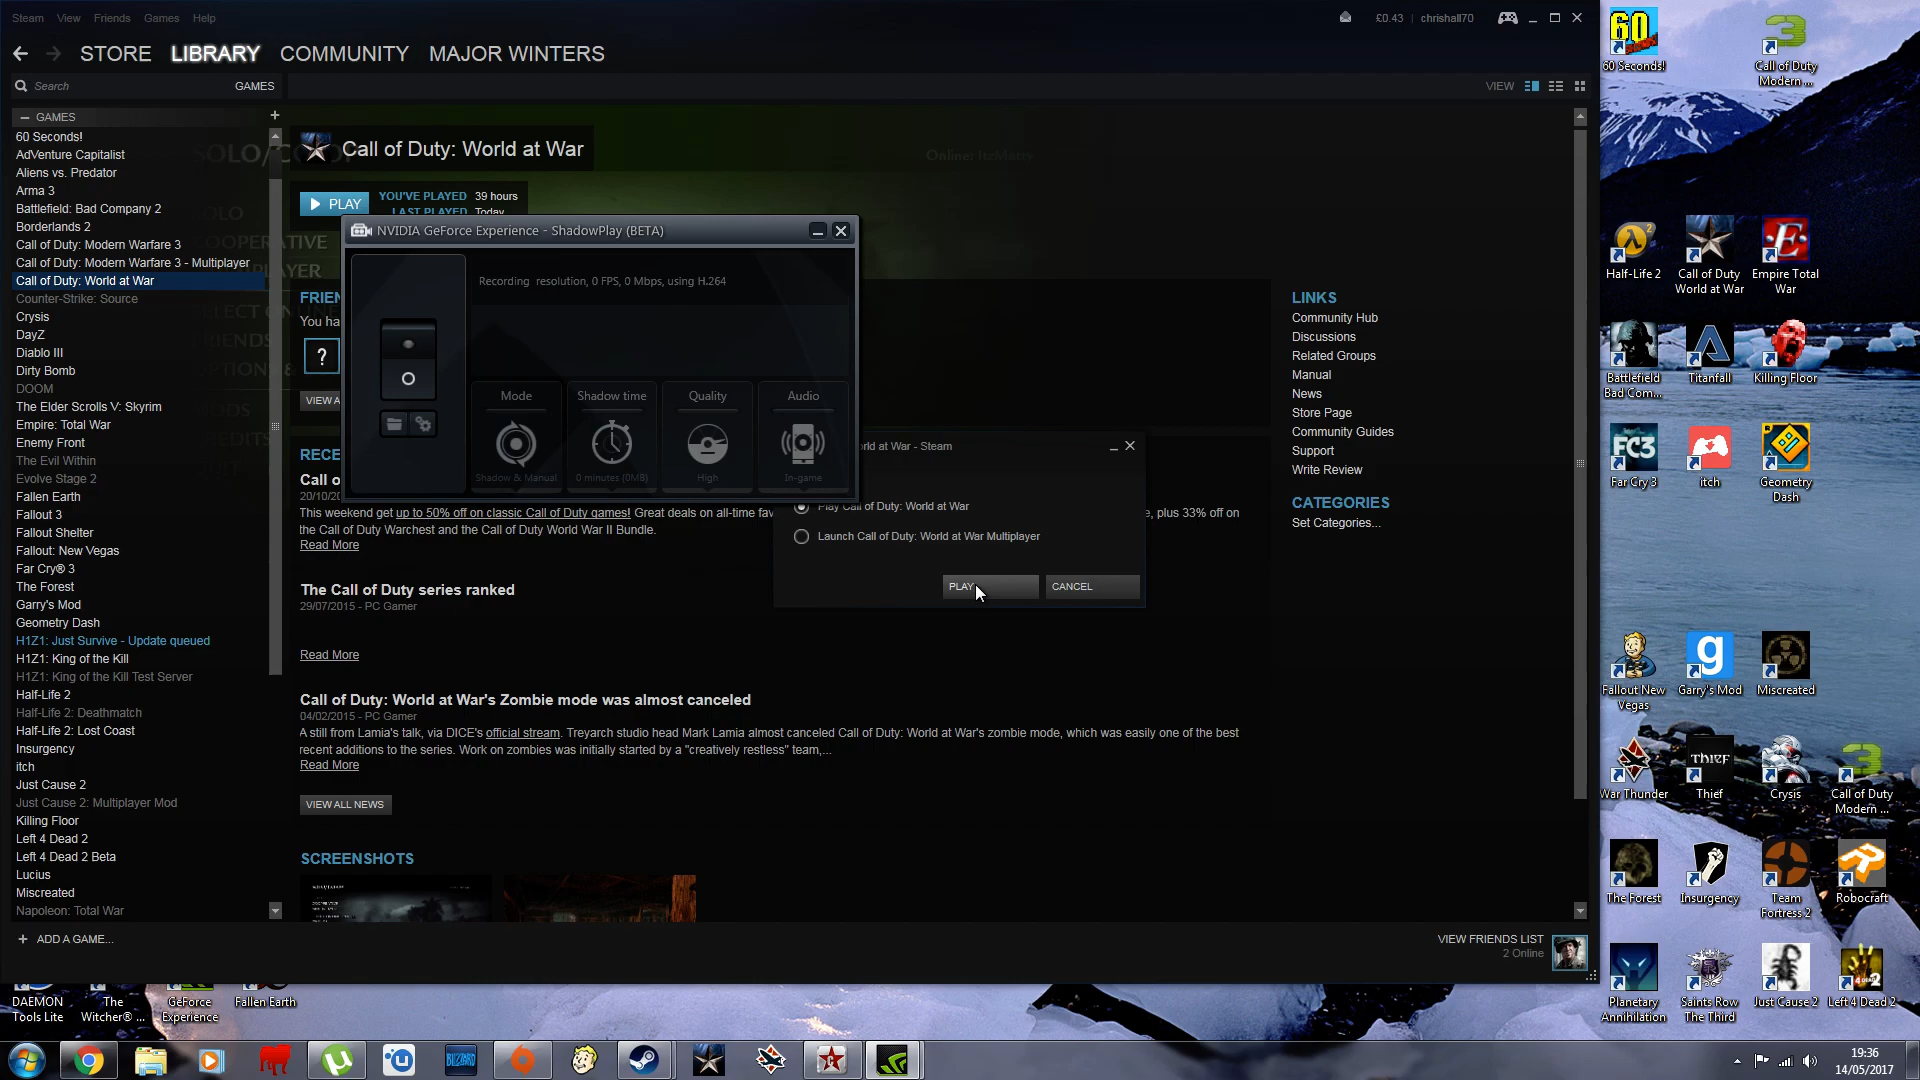 Steam View Friends Games Help
£0.43 | chrishall70
STORE LIBRARY COMMUNITY MAJOR WINTERS
Search GAMES
VIEW
GAMES
60 Seconds!
AdVenture Capitalist
Aliens vs. Predator
Arma 3
Battlefield: Bad Company 2
Borderlands 2
Call of Duty: Modern Warfare 3
Call of Duty: Modern Warfare 3 - Multiplayer
Call of Duty: World at War
Counter-Strike: Source
Crysis
DayZ
Diablo III
Dirty Bomb
DOOM
The Elder Scrolls V: Skyrim
Empire: Total War
Enemy Front
The Evil Within
Evolve Stage 2
Fallen Earth
Fallout 3
Fallout Shelter
Fallout: New Vegas
Far Cry® 3
The Forest
Garry's Mod
Geometry Dash
H1Z1: Just Survive - Update queued
H1Z1: King of the Kill
H1Z1: King of the Kill Test Server
Half-Life 2
Half-Life 2: Deathmatch
Half-Life 2: Lost Coast
Insurgency
itch
Just Cause 2
Just Cause 2: Multiplayer Mod
Killing Floor
Left 4 Dead 2
Left 4 Dead 2 Beta
Lucius
Miscreated
Napoleon: Total War
+ ADD A GAME...
Call of Duty: World at War
PLAY
YOU'VE PLAYED 39 hours
LAST PLAYED Today
NVIDIA GeForce Experience - ShadowPlay (BETA)
Recording resolution, 0 FPS, 0 Mbps, using H.264
Mode Shadow time Quality Audio
Shadow & Manual 0 minutes (0MB) High In-game
FRIEN
You ha
?
VIEW A
RECE
Call o
20/10/20
This weekend get up to 50% off on classic Call of Duty games! Great deals on all-time fav
e, plus 33% off on
the Call of Duty Warchest and the Call of Duty World War II Bundle.
Read More
rld at War - Steam
Play Call of Duty: World at War
Launch Call of Duty: World at War Multiplayer
PLAY CANCEL
The Call of Duty series ranked
29/07/2015 - PC Gamer
Read More
Call of Duty: World at War's Zombie mode was almost canceled
04/02/2015 - PC Gamer
A still from Lamia's talk, via DICE's official stream. Treyarch studio head Mark Lamia almost canceled Call of Duty: World at War's zombie mode, which was easily one of the best
recent additions to the series. Work on zombies was initially started by a "creatively restless" team,...
Read More
VIEW ALL NEWS
SCREENSHOTS
LINKS
Community Hub
Discussions
Related Groups
Manual
News
Store Page
Community Guides
Support
Write Review
CATEGORIES
Set Categories...
VIEW FRIENDS LIST
2 Online
60 Seconds!
Call of Duty
Modern ...
Half-Life 2
Call of Duty
World at War
Empire Total
War
Battlefield
Bad Com...
Titanfall
Killing Floor
FC3
Far Cry 3
itch
Geometry
Dash
Fallout New
Vegas
Garry's Mod
Miscreated
War Thunder
THIEF
Thief
Crysis
Call of Duty
Modern ...
The Forest
Insurgency
Team
Fortress 2
Robocraft
Planetary
Annihilation
Saints Row
The Third
Just Cause 2
Left 4 Dead 2
DAEMON
Tools Lite
The
Witcher® ...
GeForce
Experience
Fallen Earth
BLIZZARD
19:36
14/05/2017